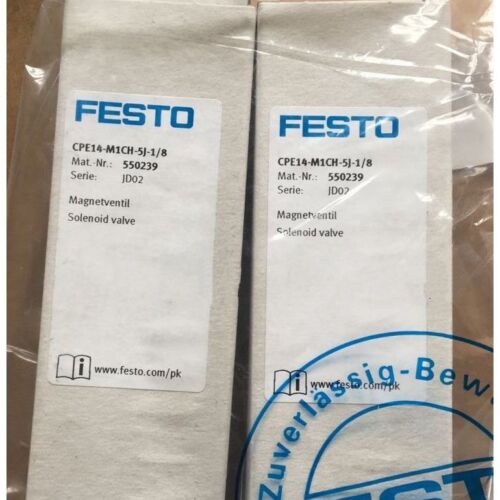 FESTO
CPE14-M1CH-5J-1/8
Mat.-Nr.: 550239
Serie: JD02
Magnetventil
Solenoid valve
www.festo.com/pk
FESTO
CPE14-M1CH-5J-1/8
Mat.-Nr.: 550239
Serie: JD02
Magnetventil
Solenoid valve
www.festo.com/pk
Zuverlässig-Bew
FESTO